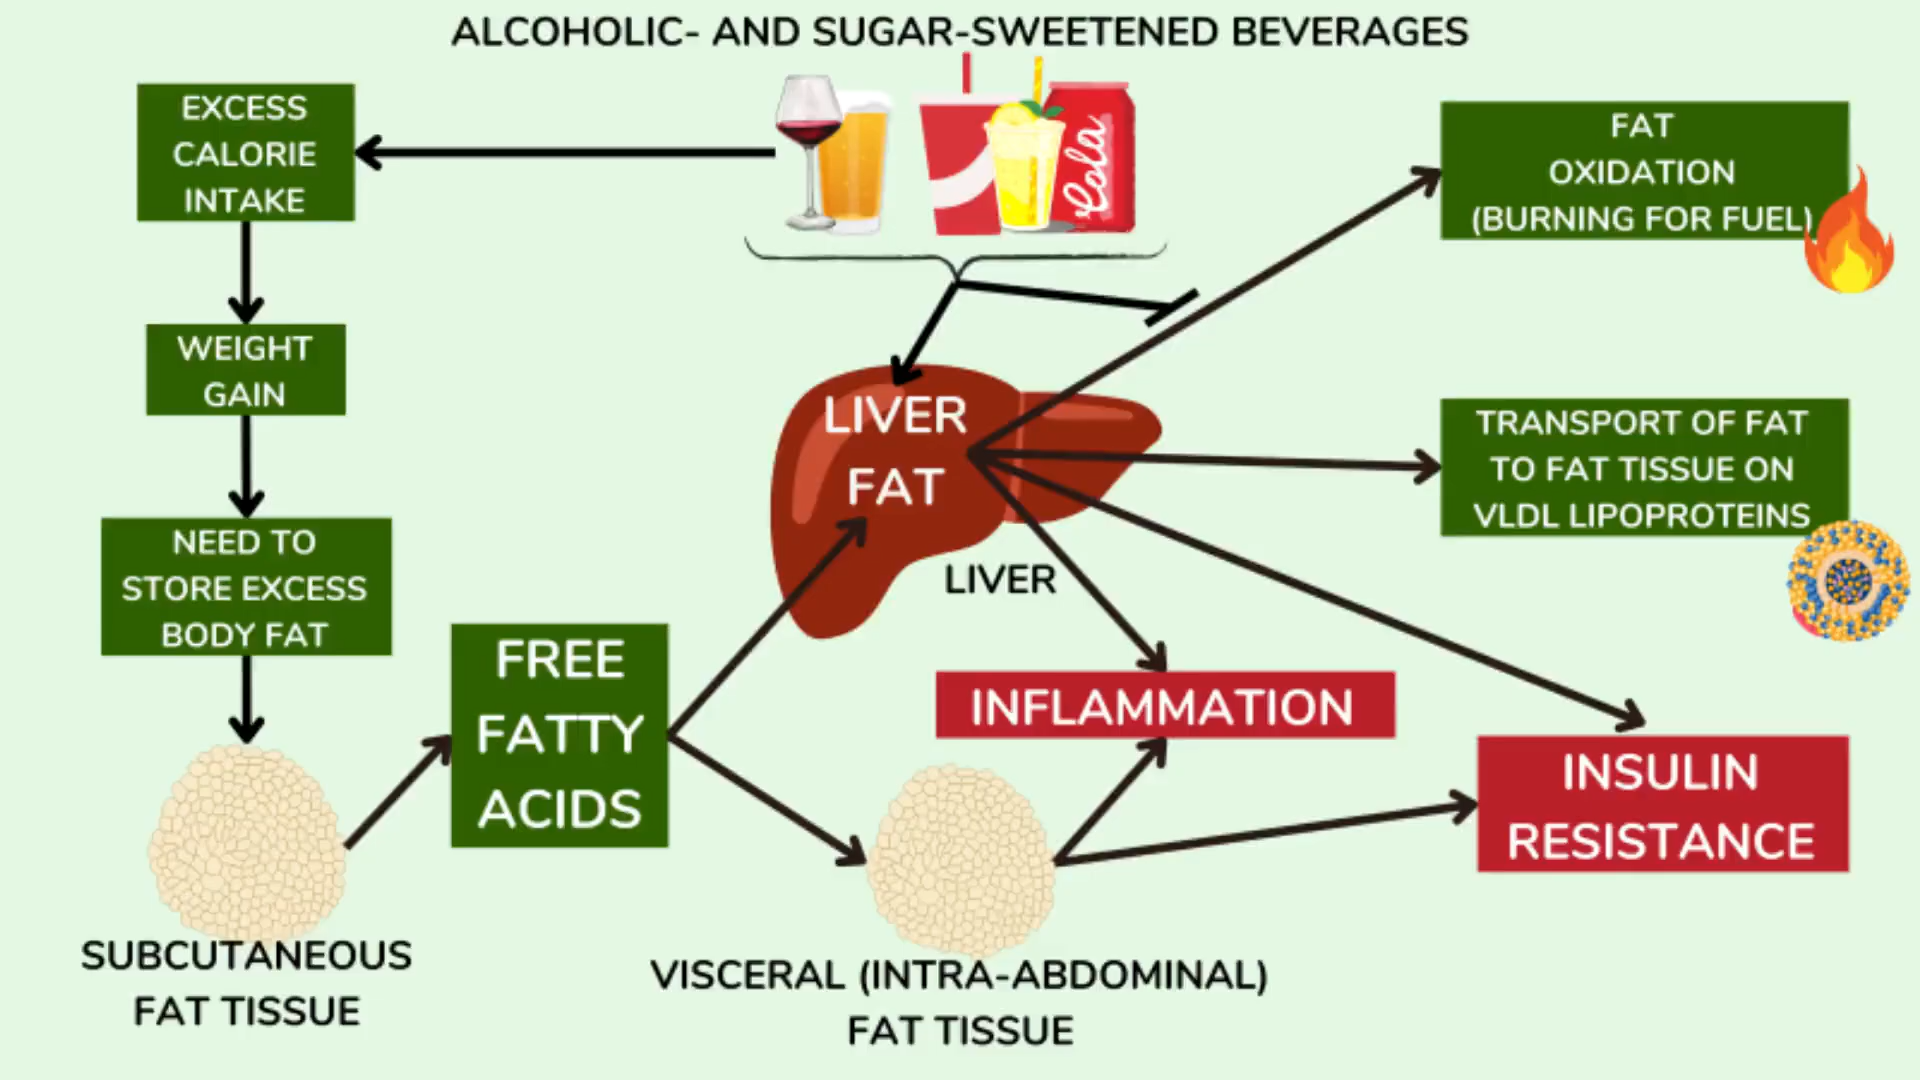 ALCOHOLIC- AND SUGAR-SWEETENED BEVERAGES
EXCESS
CALORIE
INTAKE
Cola
FAT
OXIDATION
(BURNING FOR FUEL)
WEIGHT
GAIN
LIVER
FAT
TRANSPORT OF FAT
TO FAT TISSUE ON
VLDL LIPOPROTEINS
NEED TO
STORE EXCESS
BODY FAT
LIVER
FREE
FATTY
ACIDS
INFLAMMATION
INSULIN
RESISTANCE
SUBCUTANEOUS
FAT TISSUE
VISCERAL (INTRA-ABDOMINAL)
FAT TISSUE